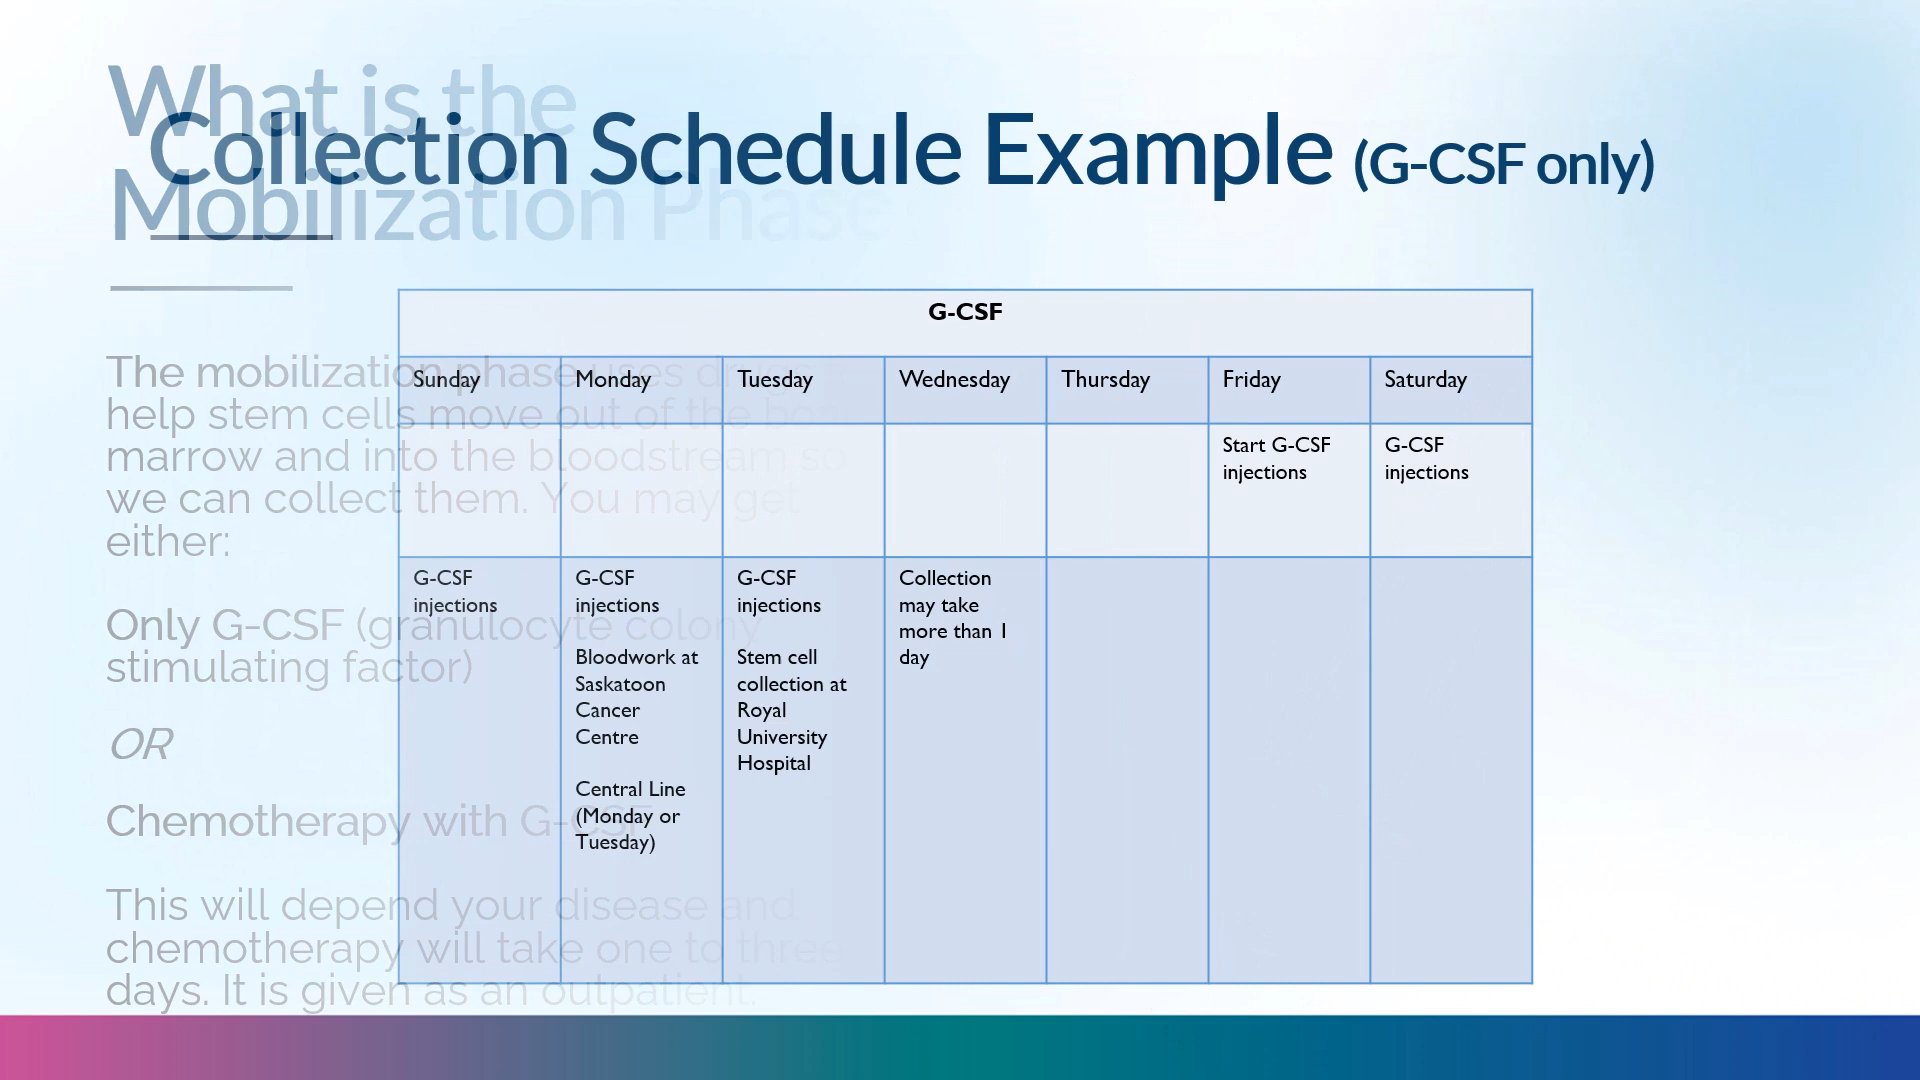 What is the
Mobilization Phase
The mobilization phase uses
help stem cells move out of the
marrow and into the bloodstream so
we can collect them. You may get
either:
Only G-CSF (granulocyte colony
stimulating factor)
OR
Chemotherapy with G-CSF
This will depend your disease and
chemotherapy will take one to three
days. It is given as an outpatient.
Collection Schedule Example (G-CSF only)
G-CSF
Sunday Monday Tuesday Wednesday Thursday Friday Saturday
Start G-CSF
injections
G-CSF
injections
G-CSF
injections
G-CSF
injections
Bloodwork at
Saskatoon
Cancer
Centre
Central Line
(Monday or
Tuesday)
G-CSF
injections
Stem cell
collection at
Royal
University
Hospital
Collection
may take
more than 1
day